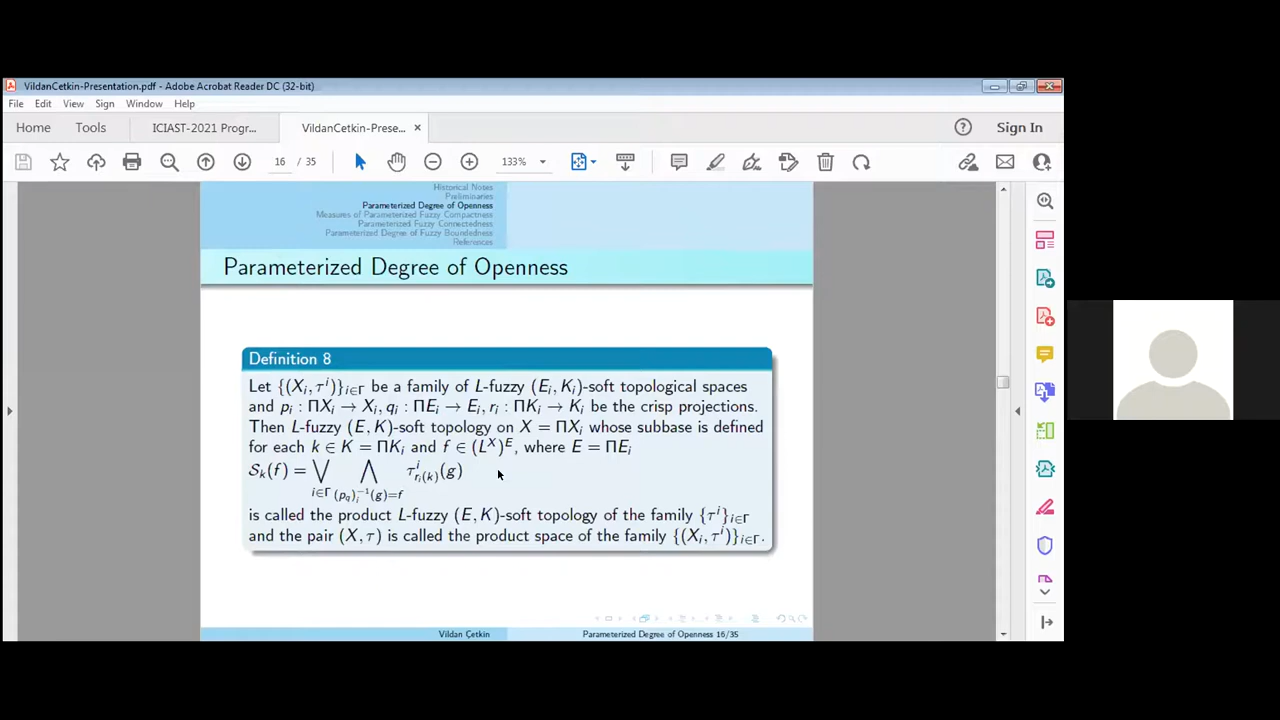 VildanCetkin-Presentation.pdf - Adobe Acrobat Reader DC (32-bit)
File Edit View Sign Window Help
Home Tools ICIAST-2021 Progr... VildanCetkin-Prese... × Sign In
16 / 35 133%
Historical Notes
Preliminaries
Parameterized Degree of Openness
Measures of Parameterized Fuzzy Compactness
Parameterized Fuzzy Connectedness
Parameterized Degree of Fuzzy Boundedness
References
Parameterized Degree of Openness
Definition 8
Let {(X_i, τ^i)}_{i∈Γ} be a family of L-fuzzy (E_i, K_i)-soft topological spaces
and p_i : ΠX_i → X_i, q_i : ΠE_i → E_i, r_i : ΠK_i → K_i be the crisp projections.
Then L-fuzzy (E, K)-soft topology on X = ΠX_i whose subbase is defined
for each k ∈ K = ΠK_i and f ∈ (L^X)^E, where E = ΠE_i
S_k(f) = ⋁_{i∈Γ} ⋀_{(p_q)_i^{-1}(g)=f} τ^i_{r_i(k)}(g)
is called the product L-fuzzy (E, K)-soft topology of the family {τ^i}_{i∈Γ}
and the pair (X, τ) is called the product space of the family {(X_i, τ^i)}_{i∈Γ}.
Vildan Çetkin Parameterized Degree of Openness 16/35